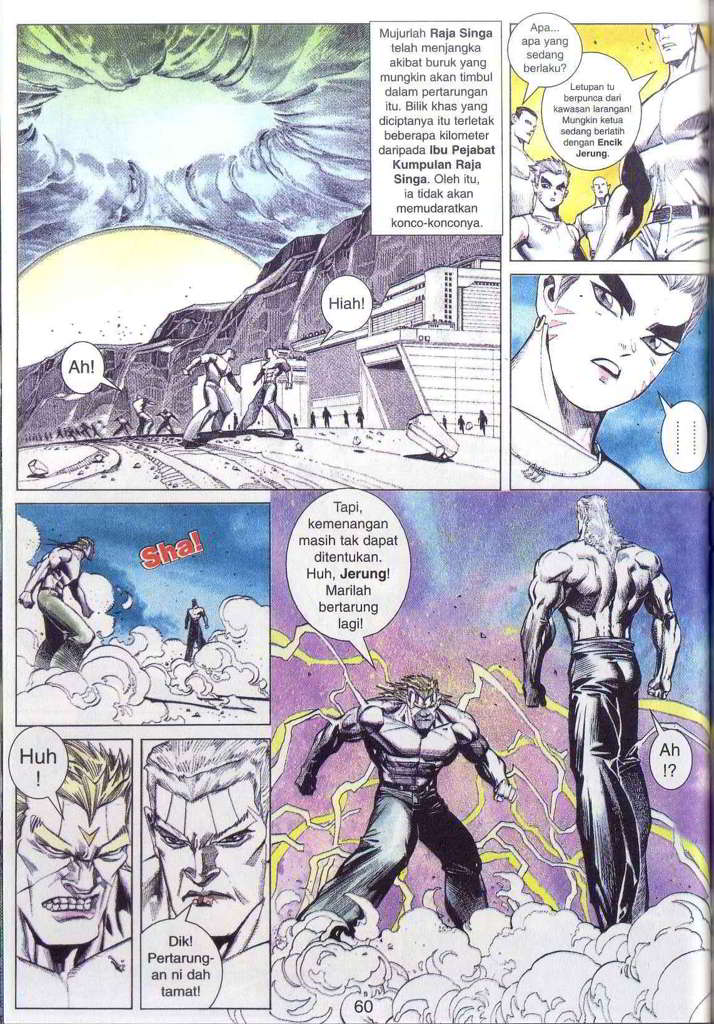 Mujurlah Raja Singa
telah menjangka
akibat buruk yang
mungkin akan timbul
dalam pertarungan
itu. Bilik khas yang
diciptanya itu terletak
beberapa kilometer
daripada Ibu Pejabat
Kumpulan Raja
Singa. Oleh itu,
ia tidak akan
memudaratkan
konco-konconya.
Hiah!
Ah!
Apa...
apa yang
sedang
berlaku?
Letupan tu
berpunca dari
kawasan larangan!
Mungkin ketua
sedang berlatih
dengan Encik
Jerung.
Sha!
Tapi,
kemenangan
masih tak dapat
ditentukan.
Huh, Jerung!
Marilah
bertarung
lagi!
Ah
!?
Huh
!
Dik!
Pertarung-
an ni dah
tamat!
60